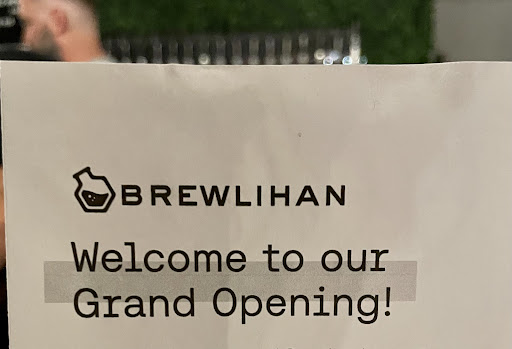 BREWLIHAN
Welcome to our
Grand Opening!